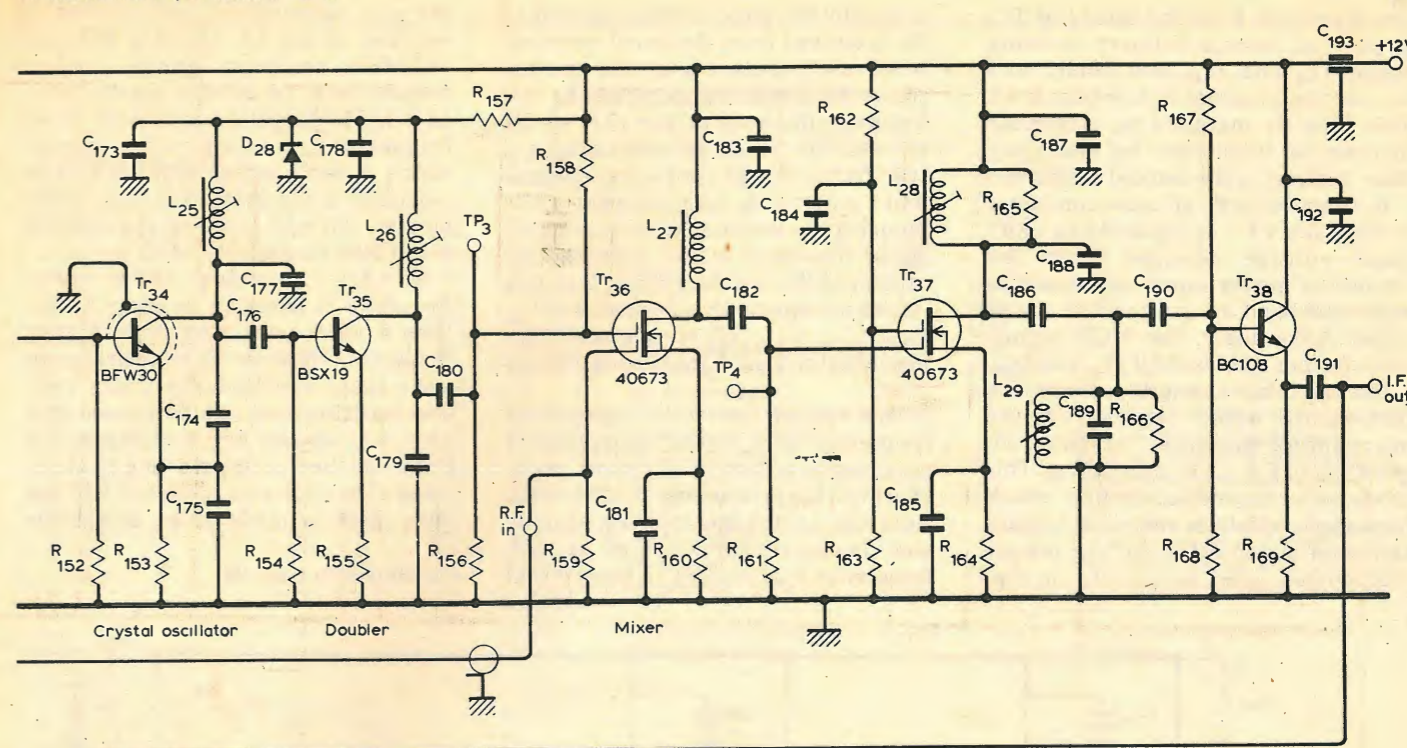 C193
+12V
R157
R162
R167
C173
D28
C178
C183
C187
R158
L28
R165
C192
L25
L26
TP3
C184
L27
C188
Tr34
C177
Tr35
Tr36
C182
Tr37
C186
C190
Tr38
C176
BFW30
BSX19
C180
40673
TP4
40673
L29
BC108
C191
I.F. out
C174
C189
R166
C179
C175
R.F. in
C181
C185
R152
R153
R154
R155
R156
R159
R160
R161
R163
R164
R168
R169
Crystal oscillator
Doubler
Mixer